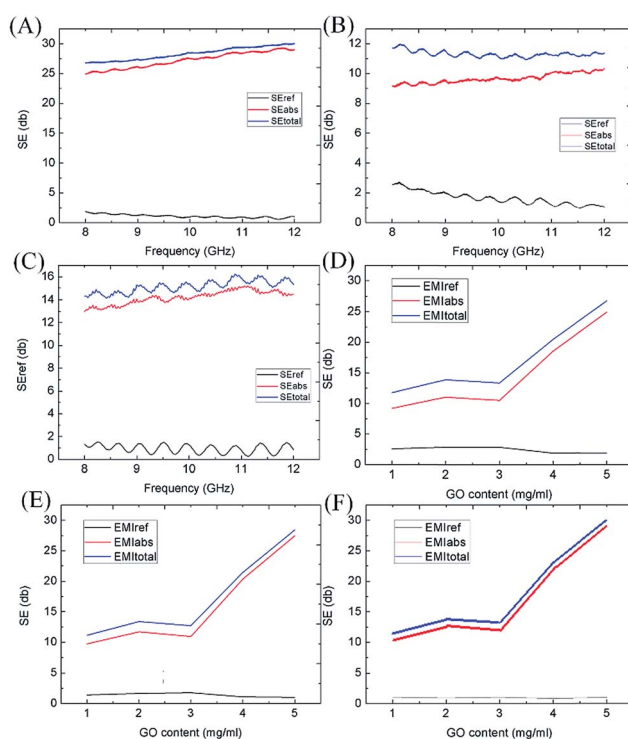 (A)
30
25
20
15
10
5
0
SE (db)
SEref
SEabs
SEtotal
8 9 10 11 12
Frequency (GHz)
(B)
12
10
8
6
4
2
0
SE (db)
SEref
SEabs
SEtotal
8 9 10 11 12
Frequency (GHz)
(C)
16
14
12
10
8
6
4
2
0
SEref (db)
SEref
SEabs
SEtotal
8 9 10 11 12
Frequency (GHz)
(D)
30
25
20
15
10
5
0
SE (db)
EMIref
EMIabs
EMItotal
1 2 3 4 5
GO content (mg/ml)
(E)
30
25
20
15
10
5
0
SE (db)
EMIref
EMIabs
EMItotal
1 2 3 4 5
GO content (mg/ml)
(F)
30
25
20
15
10
5
0
SE (db)
EMIref
EMIabs
EMItotal
1 2 3 4 5
GO content (mg/ml)